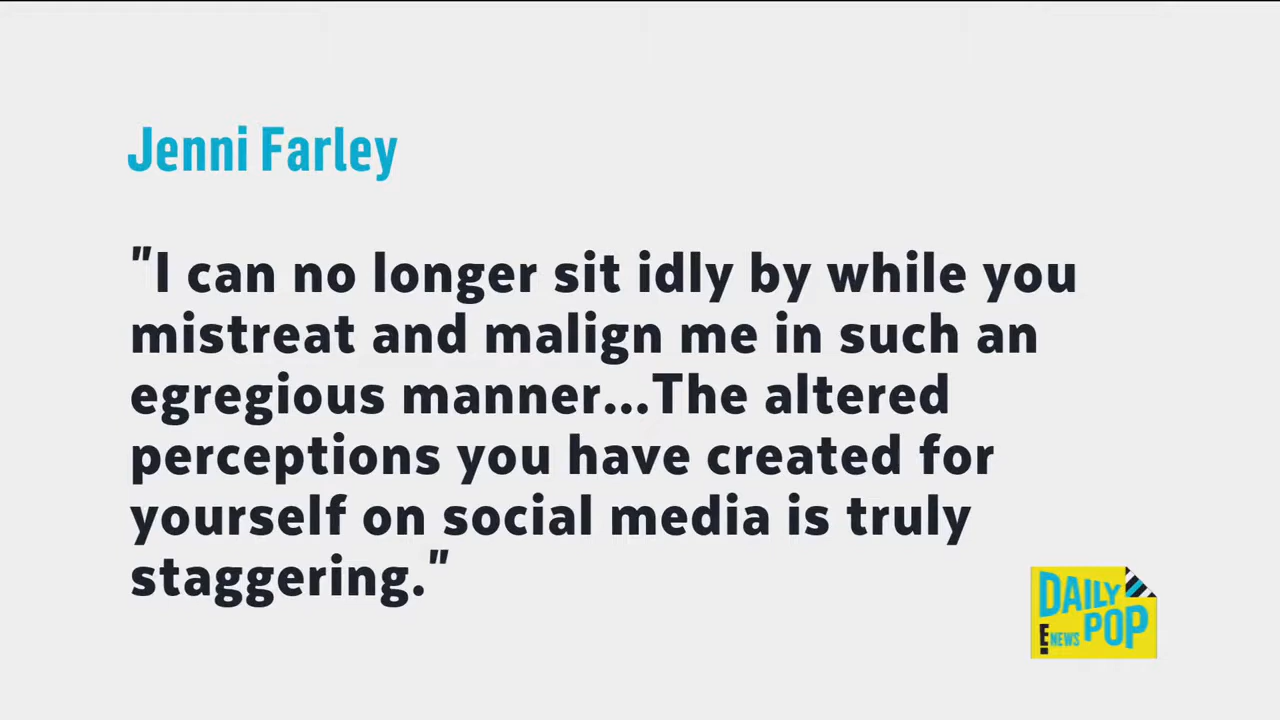 Jenni Farley
"I can no longer sit idly by while you
mistreat and malign me in such an
egregious manner...The altered
perceptions you have created for
yourself on social media is truly
staggering."
DAILY
POP
E! NEWS